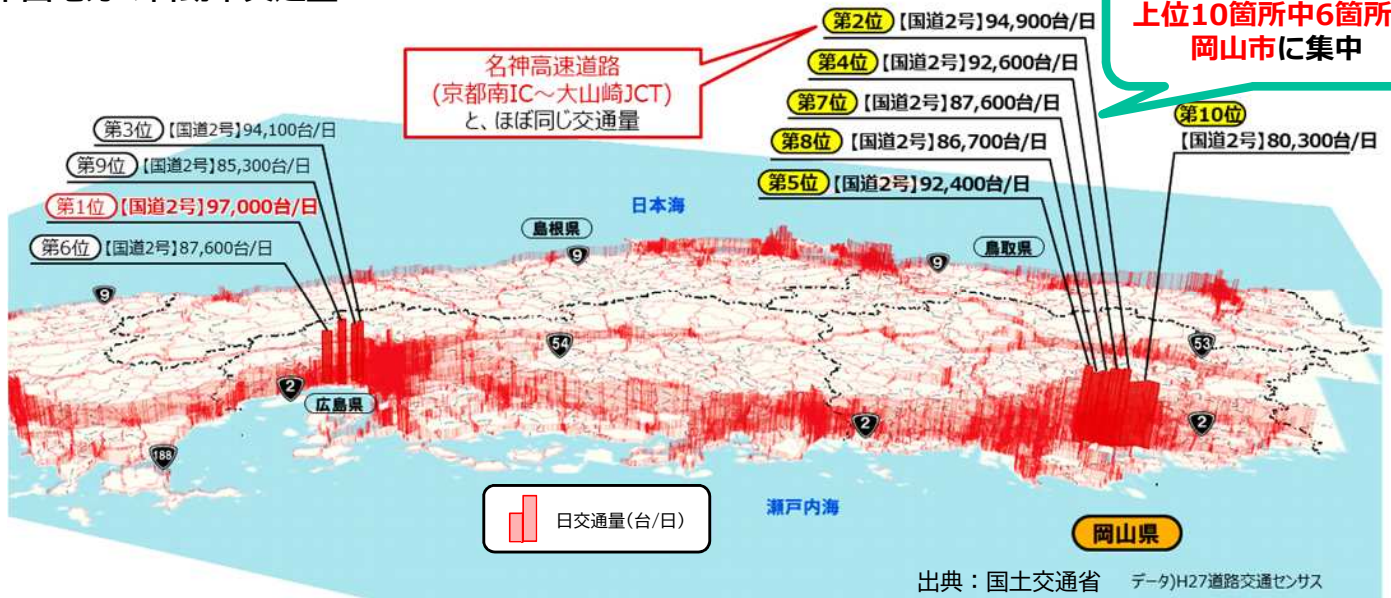 上位10箇所中6箇所
岡山市に集中
第2位【国道2号】94,900台/日
第4位【国道2号】92,600台/日
第7位【国道2号】87,600台/日
第8位【国道2号】86,700台/日
第5位【国道2号】92,400台/日
第10位
【国道2号】80,300台/日
名神高速道路
(京都南IC～大山崎JCT)
と、ほぼ同じ交通量
第3位【国道2号】94,100台/日
第9位【国道2号】85,300台/日
第1位【国道2号】97,000台/日
第6位【国道2号】87,600台/日
日本海
島根県
鳥取県
9
9
9
54
53
2
広島県
2
2
188
瀬戸内海
日交通量(台/日)
岡山県
出典：国土交通省 データ)H27道路交通センサス